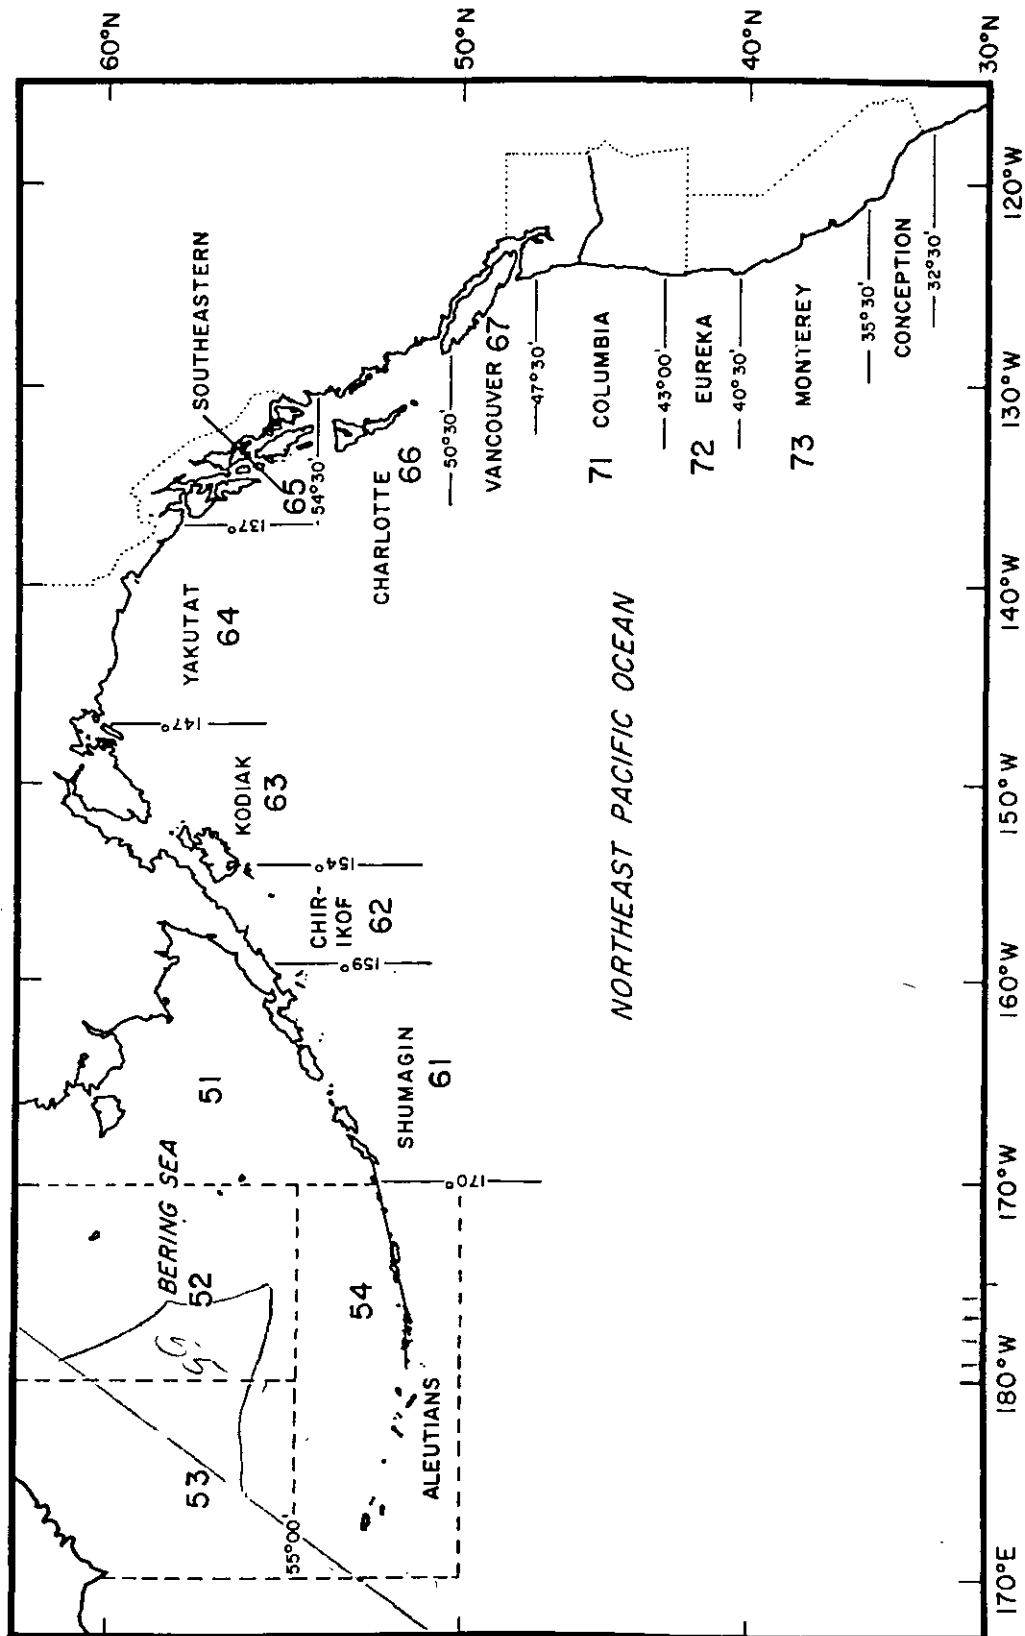 60°N
50°N
40°N
30°N
170°E
180°W
170°W
160°W
150°W
140°W
130°W
120°W
BERING SEA
51
52
53
55°00'
54
ALEUTIANS
170°
SHUMAGIN
61
159°
CHIR-
IKOF
62
154°
KODIAK
63
147°
YAKUTAT
64
137°
SOUTHEASTERN
65
54°30'
CHARLOTTE
66
50°30'
VANCOUVER 67
47°30'
COLUMBIA
71
43°00'
EUREKA
72
40°30'
MONTEREY
73
35°30'
CONCEPTION
32°30'
NORTHEAST PACIFIC OCEAN